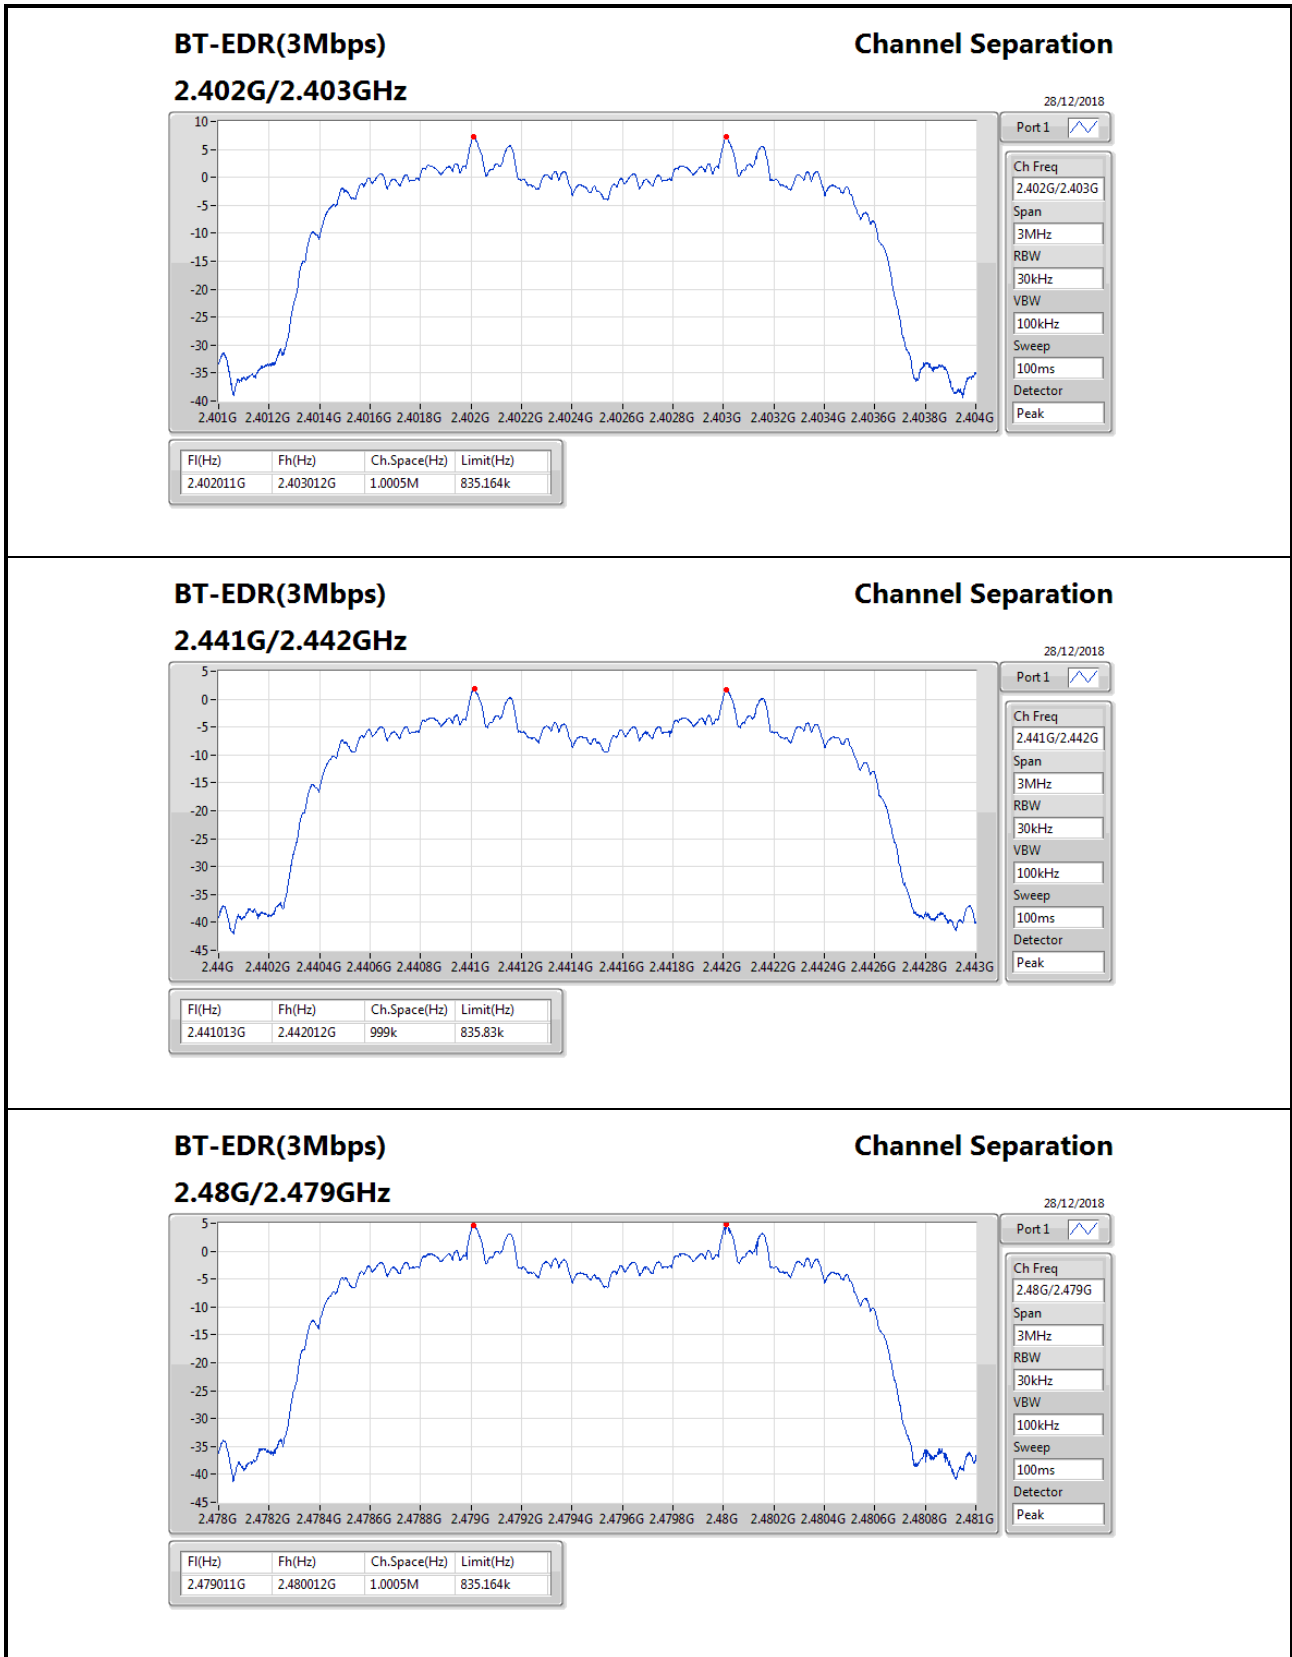 BT-EDR(3Mbps) Channel Separation
2.402G/2.403GHz
28/12/2018
10
5
0
-5
-10
-15
-20
-25
-30
-35
-40
2.401G 2.4012G 2.4014G 2.4016G 2.4018G 2.402G 2.4022G 2.4024G 2.4026G 2.4028G 2.403G 2.4032G 2.4034G 2.4036G 2.4038G 2.404G
Port 1
Ch Freq
2.402G/2.403G
Span
3MHz
RBW
30kHz
VBW
100kHz
Sweep
100ms
Detector
Peak
Fl(Hz) Fh(Hz) Ch.Space(Hz) Limit(Hz)
2.402011G 2.403012G 1.0005M 835.164k
BT-EDR(3Mbps) Channel Separation
2.441G/2.442GHz
28/12/2018
5
0
-5
-10
-15
-20
-25
-30
-35
-40
-45
2.44G 2.4402G 2.4404G 2.4406G 2.4408G 2.441G 2.4412G 2.4414G 2.4416G 2.4418G 2.442G 2.4422G 2.4424G 2.4426G 2.4428G 2.443G
Port 1
Ch Freq
2.441G/2.442G
Span
3MHz
RBW
30kHz
VBW
100kHz
Sweep
100ms
Detector
Peak
Fl(Hz) Fh(Hz) Ch.Space(Hz) Limit(Hz)
2.441013G 2.442012G 999k 835.83k
BT-EDR(3Mbps) Channel Separation
2.48G/2.479GHz
28/12/2018
5
0
-5
-10
-15
-20
-25
-30
-35
-40
-45
2.478G 2.4782G 2.4784G 2.4786G 2.4788G 2.479G 2.4792G 2.4794G 2.4796G 2.4798G 2.48G 2.4802G 2.4804G 2.4806G 2.4808G 2.481G
Port 1
Ch Freq
2.48G/2.479G
Span
3MHz
RBW
30kHz
VBW
100kHz
Sweep
100ms
Detector
Peak
Fl(Hz) Fh(Hz) Ch.Space(Hz) Limit(Hz)
2.479011G 2.480012G 1.0005M 835.164k